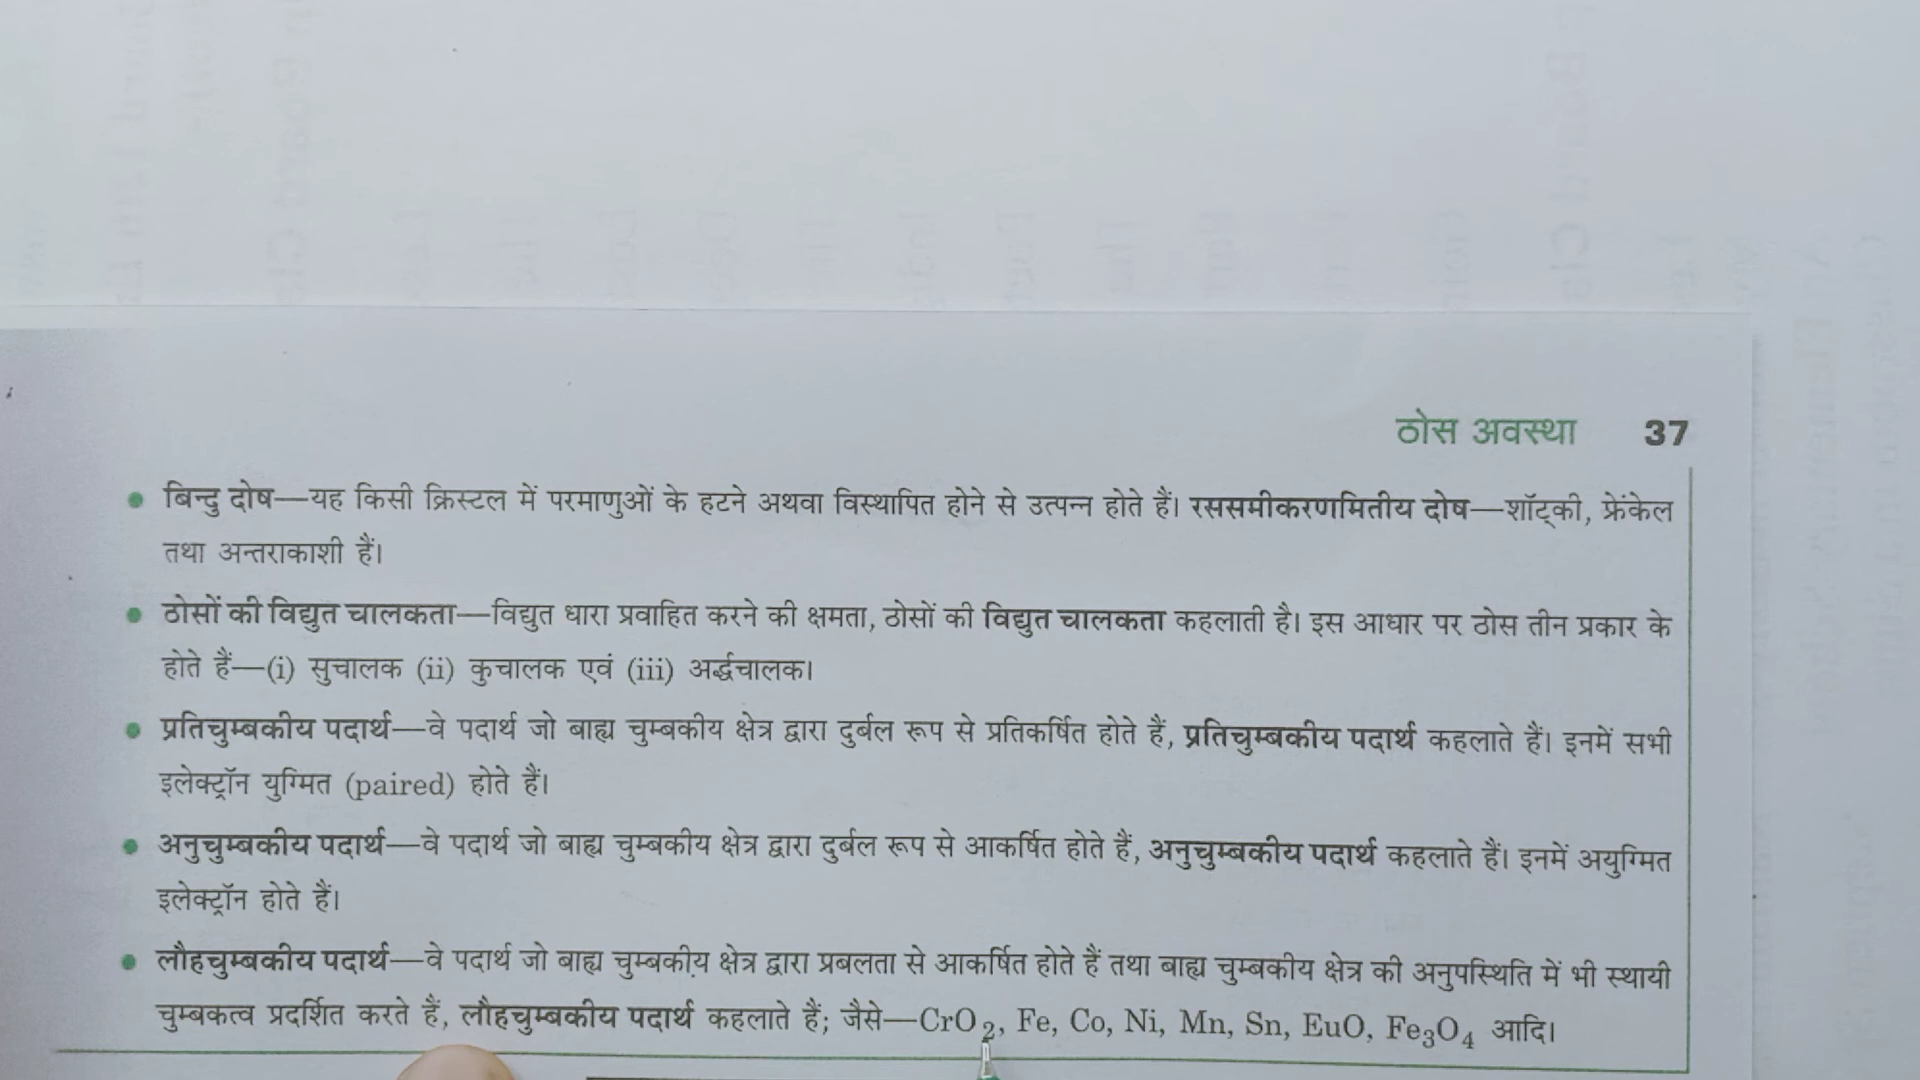 ठोस अवस्था 37
• बिन्दु दोष—यह किसी क्रिस्टल में परमाणुओं के हटने अथवा विस्थापित होने से उत्पन्न होते हैं। रससमीकरणमितीय दोष—शॉट्की, फ्रेंकेल
तथा अन्तराकाशी हैं।
• ठोसों की विद्युत चालकता—विद्युत धारा प्रवाहित करने की क्षमता, ठोसों की विद्युत चालकता कहलाती है। इस आधार पर ठोस तीन प्रकार के
होते हैं—(i) सुचालक (ii) कुचालक एवं (iii) अर्द्धचालक।
• प्रतिचुम्बकीय पदार्थ—वे पदार्थ जो बाह्य चुम्बकीय क्षेत्र द्वारा दुर्बल रूप से प्रतिकर्षित होते हैं, प्रतिचुम्बकीय पदार्थ कहलाते हैं। इनमें सभी
इलेक्ट्रॉन युग्मित (paired) होते हैं।
• अनुचुम्बकीय पदार्थ—वे पदार्थ जो बाह्य चुम्बकीय क्षेत्र द्वारा दुर्बल रूप से आकर्षित होते हैं, अनुचुम्बकीय पदार्थ कहलाते हैं। इनमें अयुग्मित
इलेक्ट्रॉन होते हैं।
• लौहचुम्बकीय पदार्थ—वे पदार्थ जो बाह्य चुम्बकीय क्षेत्र द्वारा प्रबलता से आकर्षित होते हैं तथा बाह्य चुम्बकीय क्षेत्र की अनुपस्थिति में भी स्थायी
चुम्बकत्व प्रदर्शित करते हैं, लौहचुम्बकीय पदार्थ कहलाते हैं; जैसे—CrO₂, Fe, Co, Ni, Mn, Sn, EuO, Fe₃O₄ आदि।